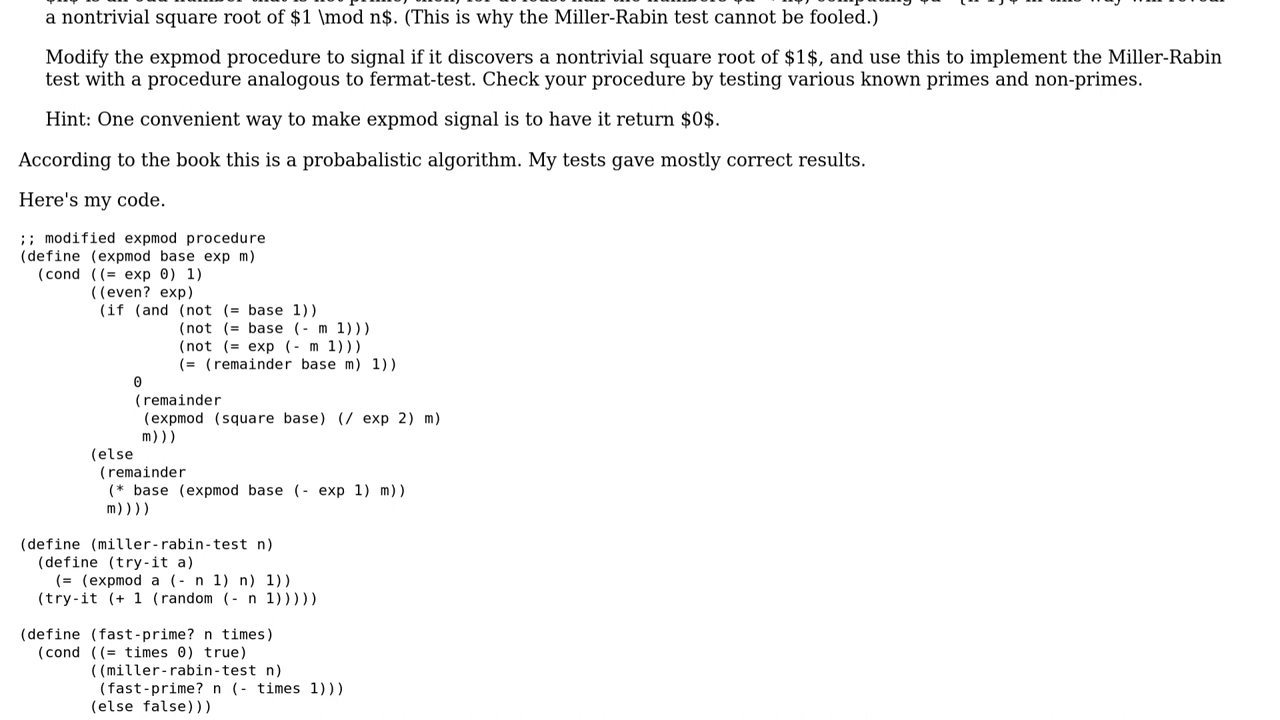 a nontrivial square root of $1 \mod n$. (This is why the Miller-Rabin test cannot be fooled.)
Modify the expmod procedure to signal if it discovers a nontrivial square root of $1$, and use this to implement the Miller-Rabin
test with a procedure analogous to fermat-test. Check your procedure by testing various known primes and non-primes.
Hint: One convenient way to make expmod signal is to have it return $0$.
According to the book this is a probabalistic algorithm. My tests gave mostly correct results.
Here's my code.
;; modified expmod procedure
(define (expmod base exp m)
  (cond ((= exp 0) 1)
        ((even? exp)
         (if (and (not (= base 1))
                  (not (= base (- m 1)))
                  (not (= exp (- m 1)))
                  (= (remainder base m) 1))
             0
             (remainder
              (expmod (square base) (/ exp 2) m)
              m)))
        (else
         (remainder
          (* base (expmod base (- exp 1) m))
          m))))
(define (miller-rabin-test n)
  (define (try-it a)
    (= (expmod a (- n 1) n) 1))
  (try-it (+ 1 (random (- n 1)))))
(define (fast-prime? n times)
  (cond ((= times 0) true)
        ((miller-rabin-test n)
         (fast-prime? n (- times 1)))
        (else false)))